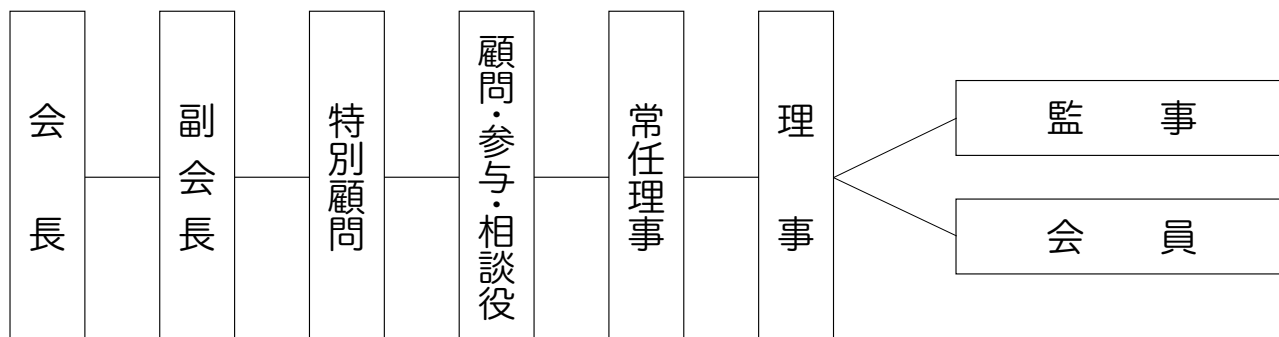 会長
副会長
特別顧問
顧問・参与・相談役
常任理事
理事
監事
会員